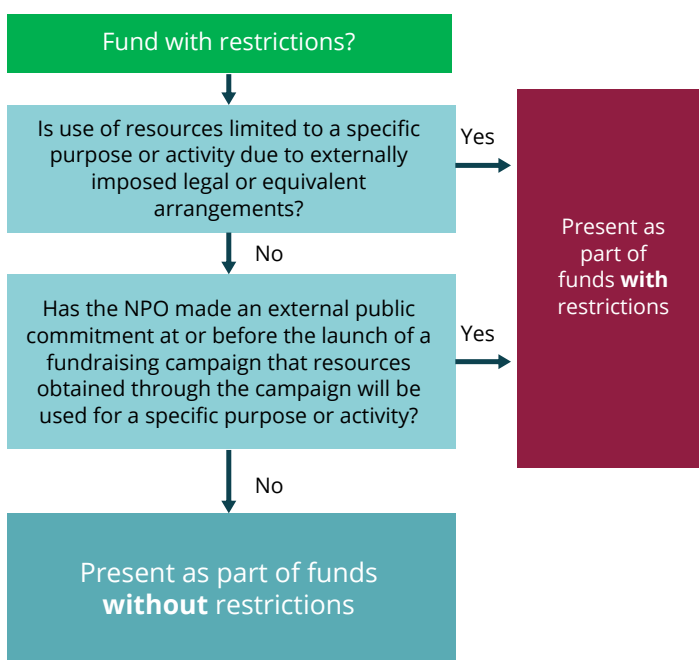 Fund with restrictions?
Is use of resources limited to a specific
purpose or activity due to externally
imposed legal or equivalent
arrangements?
Yes
No
Has the NPO made an external public
commitment at or before the launch of a
fundraising campaign that resources
obtained through the campaign will be
used for a specific purpose or activity?
Yes
No
Present as
part of
funds with
restrictions
Present as part of funds
without restrictions